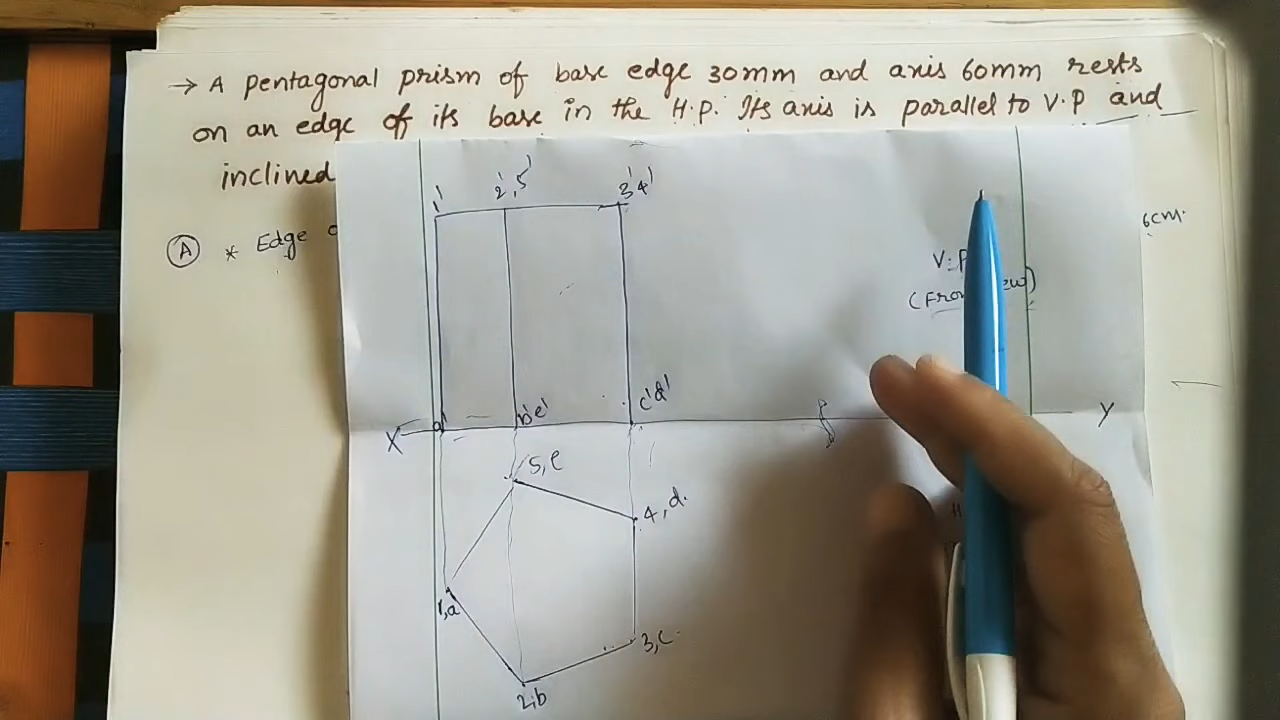 → A pentagonal prism of base edge 30mm and axis 60mm rests
on an edge of its base in the H.P. Its axis is parallel to V.P and
inclined
A * Edge
6cm.
1' 2',5' 3'4'
V.P
X a' b'e' c'd' Y
5,e
4,d.
1,a
3,c.
2,b